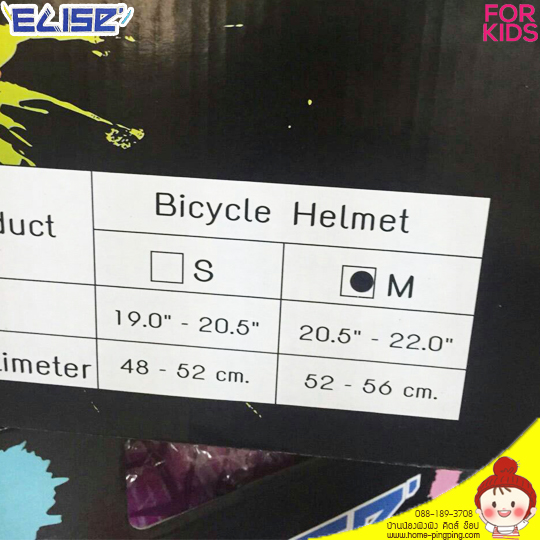 ELISE
FOR
KIDS
duct
Bicycle Helmet
S
M
19.0" - 20.5"
20.5" - 22.0"
limeter
48 - 52 cm.
52 - 56 cm.
088-189-3708
บ้านน้องผิงผิง คิดส์ ช็อป
www.home-pingping.com